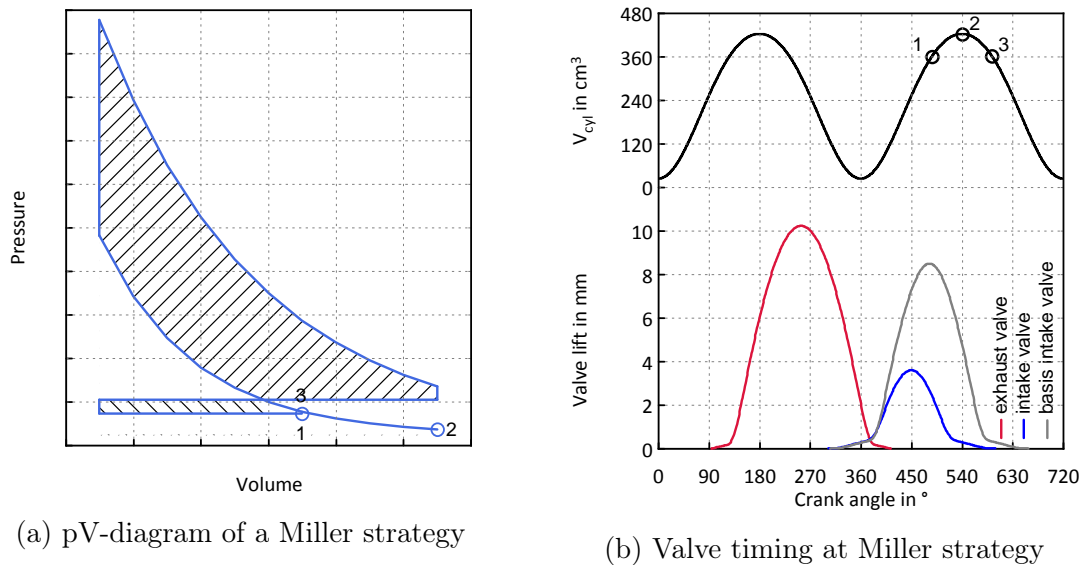 Pressure
3
1
2
Volume
(a) pV-diagram of a Miller strategy
480
360
240
120
0
V_cyl in cm³
1
2
3
10
8
6
4
2
0
Valve lift in mm
exhaust valve
intake valve
basis intake valve
0 90 180 270 360 450 540 630 720
Crank angle in °
(b) Valve timing at Miller strategy